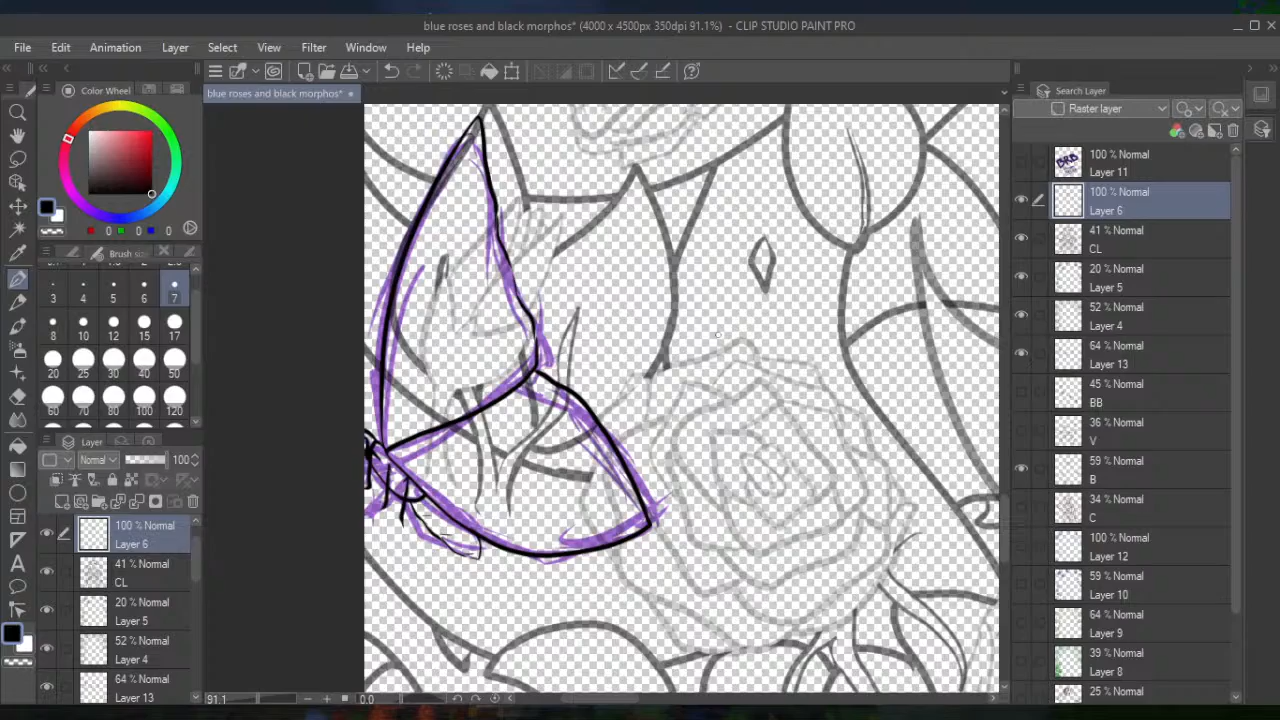 blue roses and black morphos* (4000 x 4500px 350dpi 91.1%) - CLIP STUDIO PAINT PRO
File Edit Animation Layer Select View Filter Window Help
Color Wheel
blue roses and black morphos*
Search Layer
Raster layer
0 0 0
Brush size
3 4 5 6 7
8 10 12 15 17
20 25 30 40 50
60 70 80 100 120
Layer
Normal 100
100 % Normal
Layer 6
41 % Normal
CL
20 % Normal
Layer 5
52 % Normal
Layer 4
64 % Normal
Layer 13
100 % Normal
Layer 11
100 % Normal
Layer 6
41 % Normal
CL
20 % Normal
Layer 5
52 % Normal
Layer 4
64 % Normal
Layer 13
45 % Normal
BB
36 % Normal
V
59 % Normal
B
34 % Normal
C
100 % Normal
Layer 12
59 % Normal
Layer 10
64 % Normal
Layer 9
39 % Normal
Layer 8
25 % Normal
91.1 0.0